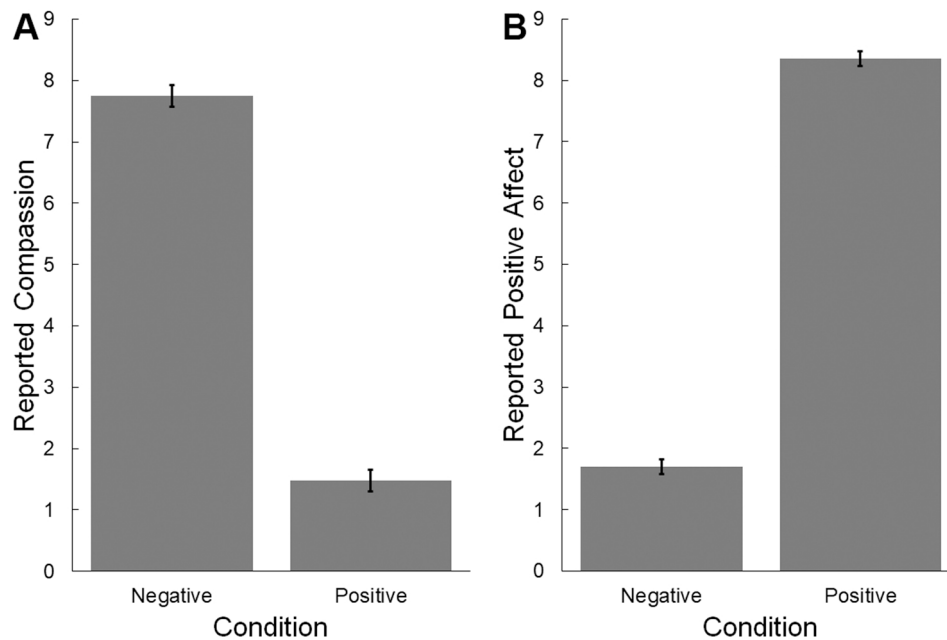 A
Reported Compassion
9
8
7
6
5
4
3
2
1
0
Negative Positive
Condition
B
Reported Positive Affect
9
8
7
6
5
4
3
2
1
0
Negative Positive
Condition